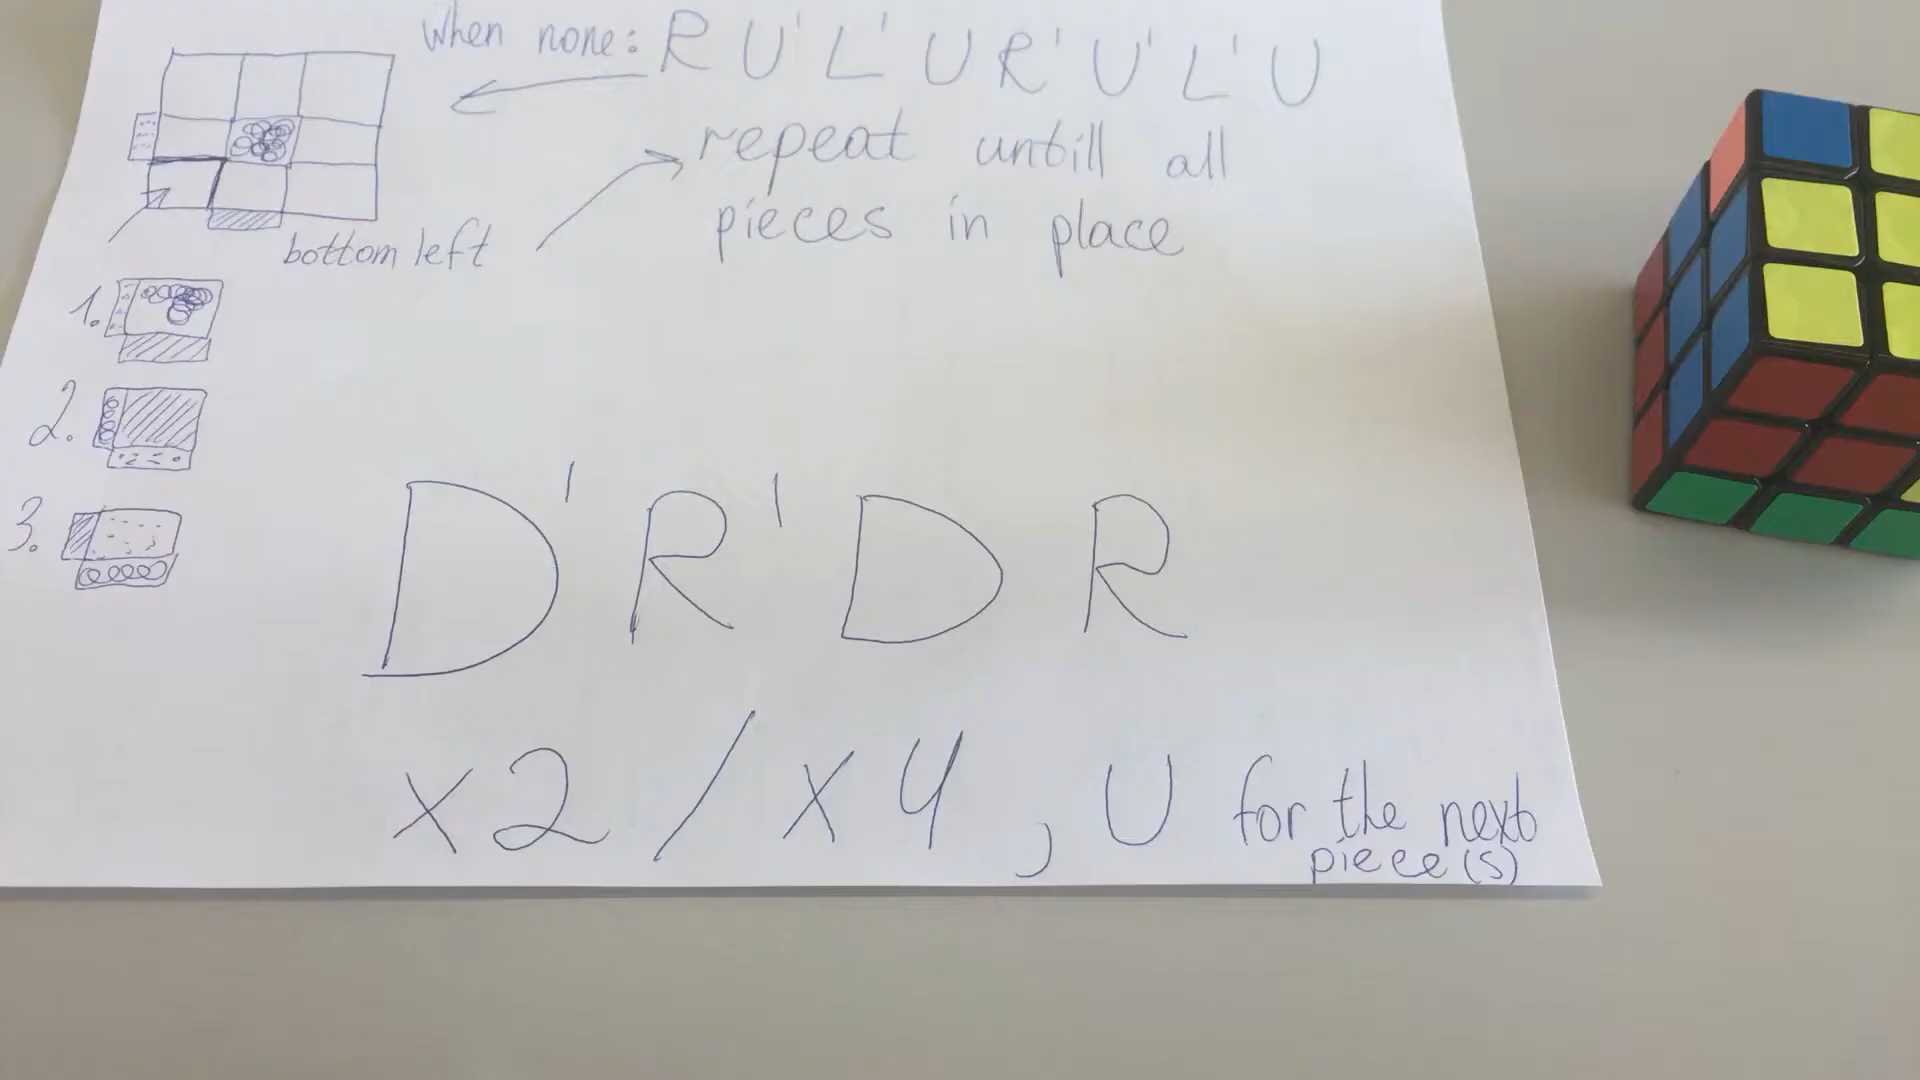 when none: R U' L' U R' U' L' U
repeat untill all
pieces in place
bottom left
1.
2.
3.
D' R' D R
x2 / x4, U for the next
piece(s)